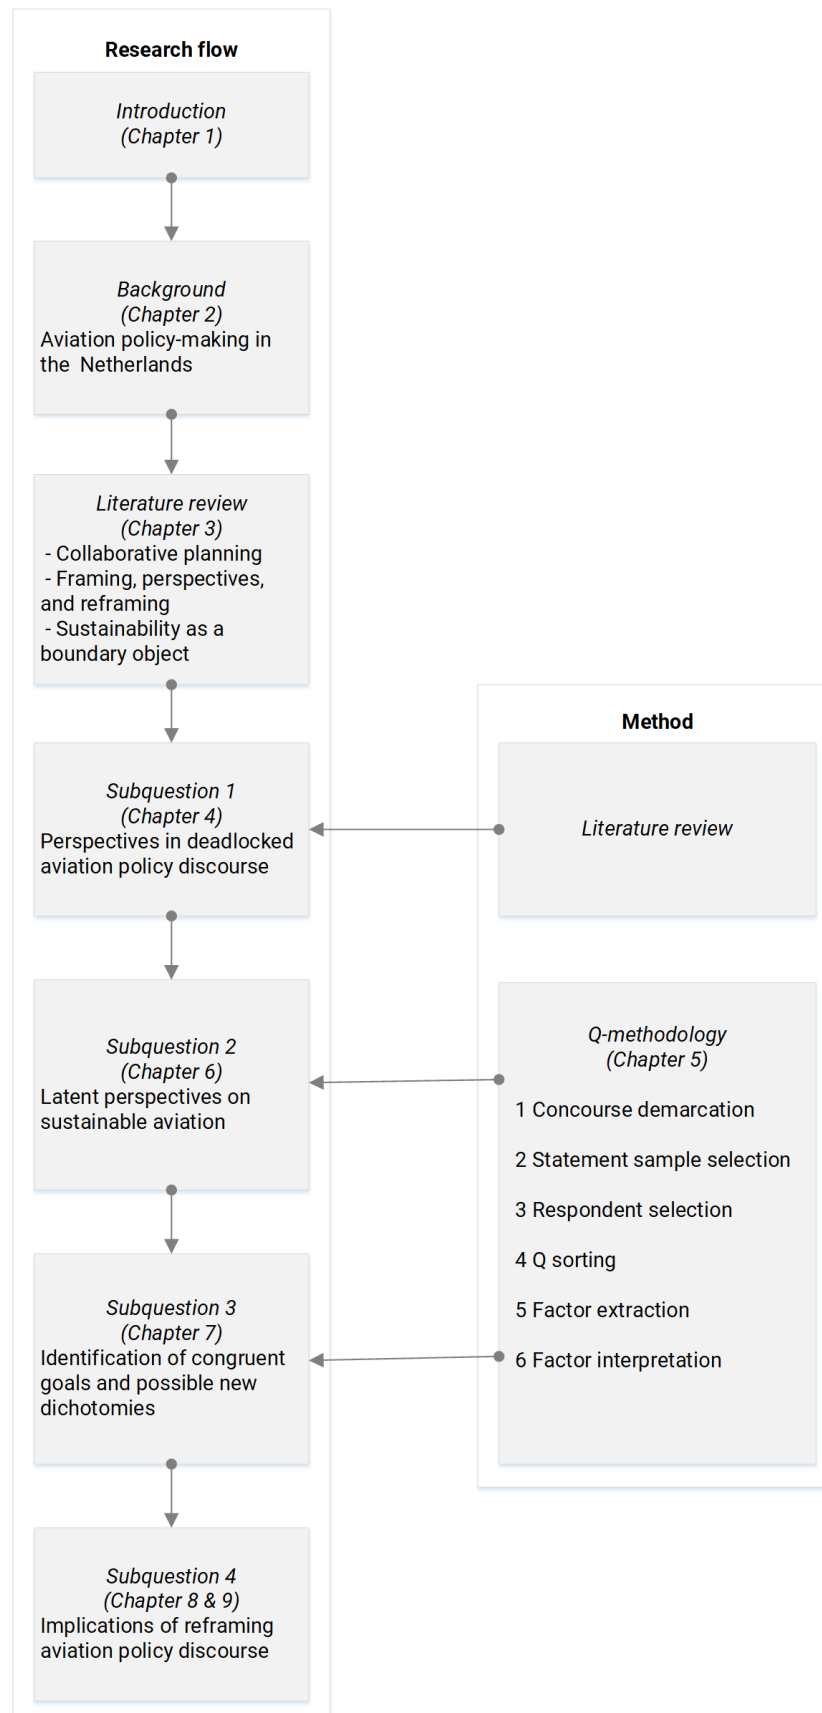 Research flow
Introduction
(Chapter 1)
Background
(Chapter 2)
Aviation policy-making in
the  Netherlands
Literature review
(Chapter 3)
- Collaborative planning
- Framing, perspectives,
and reframing
- Sustainability as a
boundary object
Subquestion 1
(Chapter 4)
Perspectives in deadlocked
aviation policy discourse
Subquestion 2
(Chapter 6)
Latent perspectives on
sustainable aviation
Subquestion 3
(Chapter 7)
Identification of congruent
goals and possible new
dichotomies
Subquestion 4
(Chapter 8 & 9)
Implications of reframing
aviation policy discourse
Method
Literature review
Q-methodology
(Chapter 5)
1 Concourse demarcation
2 Statement sample selection
3 Respondent selection
4 Q sorting
5 Factor extraction
6 Factor interpretation